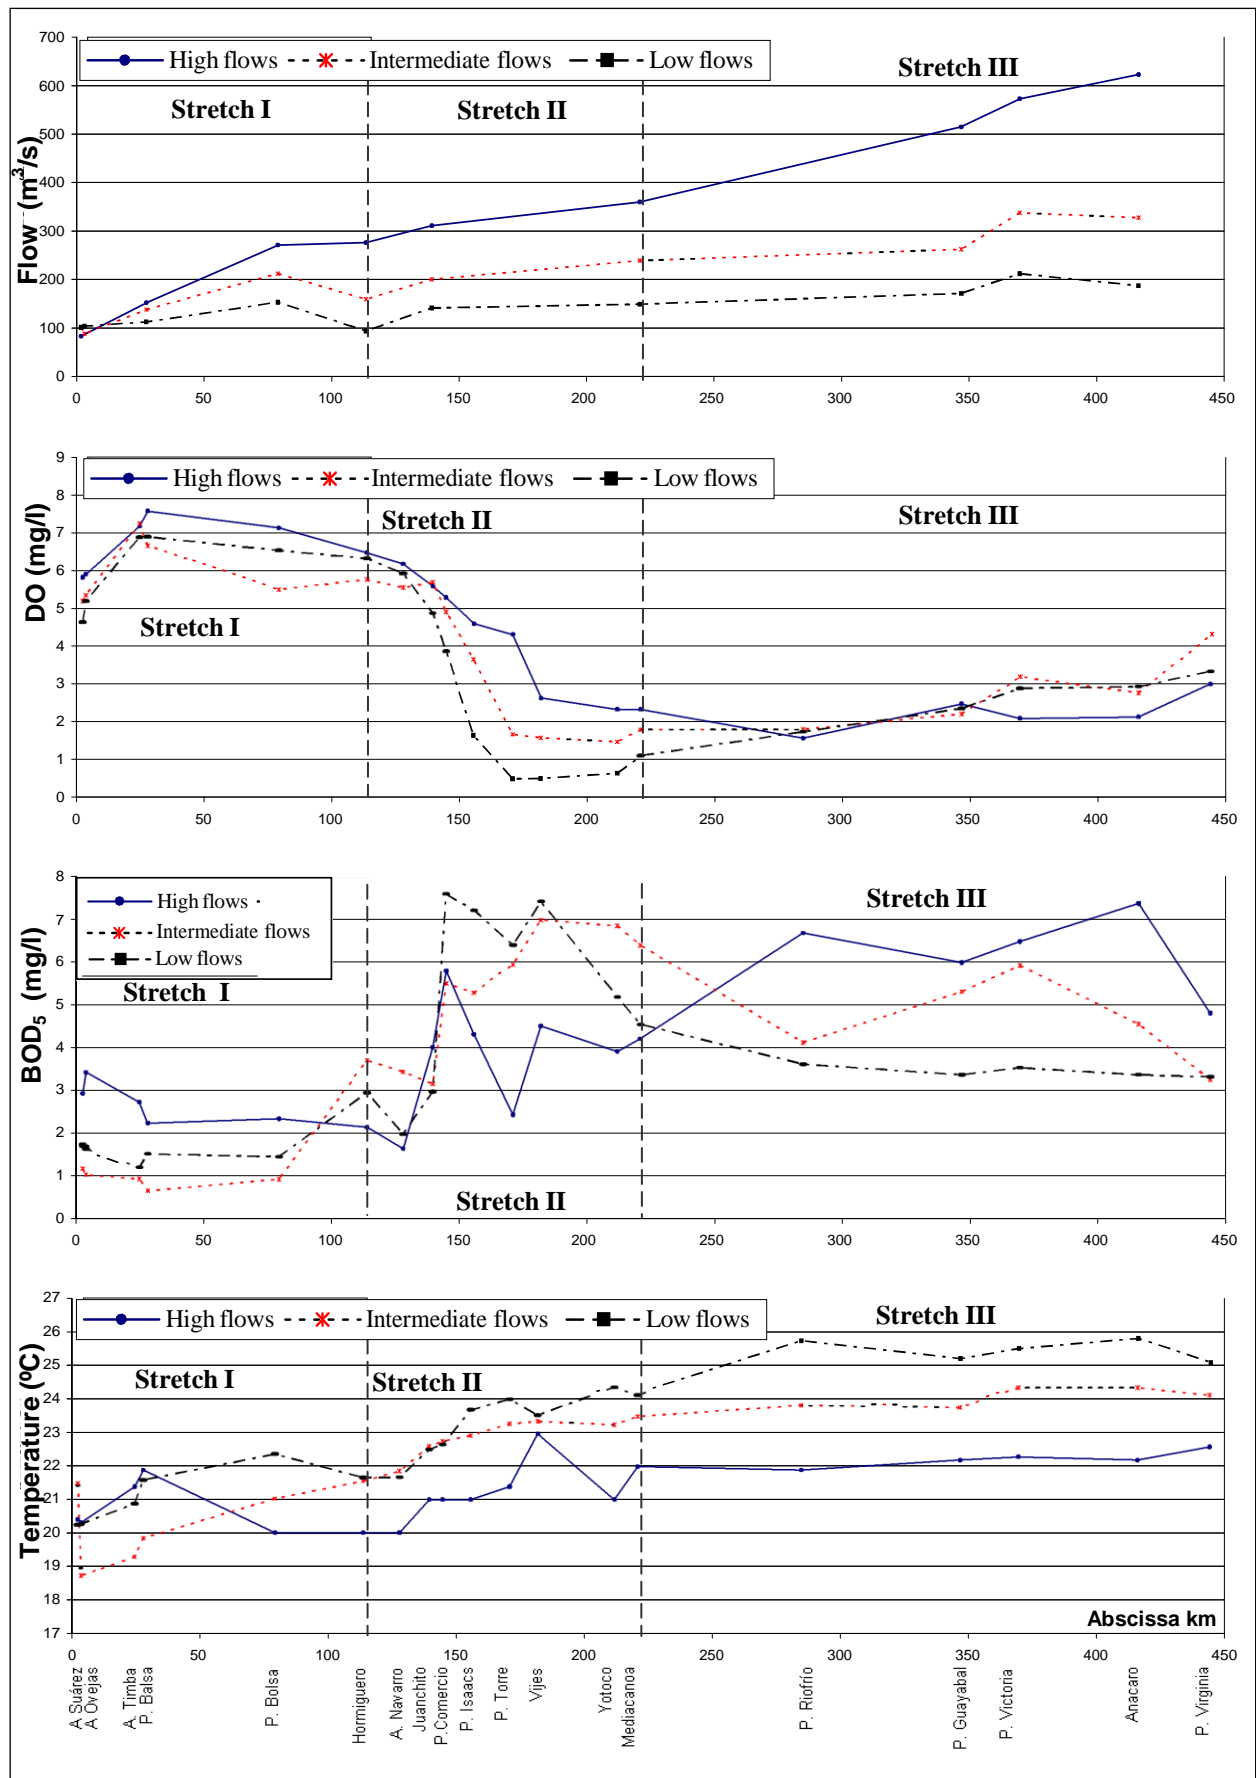 700
High flows
Intermediate flows
Low flows
Stretch III
600
Stretch I
Stretch II
500
400
300
200
100
0
Flow (m³/s)
0 50 100 150 200 250 300 350 400 450
9
High flows
Intermediate flows
Low flows
8
Stretch II
Stretch III
7
6
5
Stretch I
4
3
2
1
0
DO (mg/l)
0 50 100 150 200 250 300 350 400 450
8
High flows
Intermediate flows
Low flows
Stretch III
7
6
Stretch I
5
4
3
2
1
Stretch II
0
BOD₅ (mg/l)
0 50 100 150 200 250 300 350 400 450
27
High flows
Intermediate flows
Low flows
Stretch III
26
25
Stretch I
Stretch II
24
23
22
21
20
19
18
17
Temperature (ºC)
Abscissa km
0 50 100 150 200 250 300 350 400 450
A Suárez
A Ovejas
A. Timba
P. Balsa
P. Bolsa
Hormiguero
A. Navarro
Juanchito
P.Comercio
P. Isaacs
P. Torre
Vijes
Yotoco
Mediacanoa
P. Riofrío
P. Guayabal
P. Victoria
Anacaro
P. Virginia